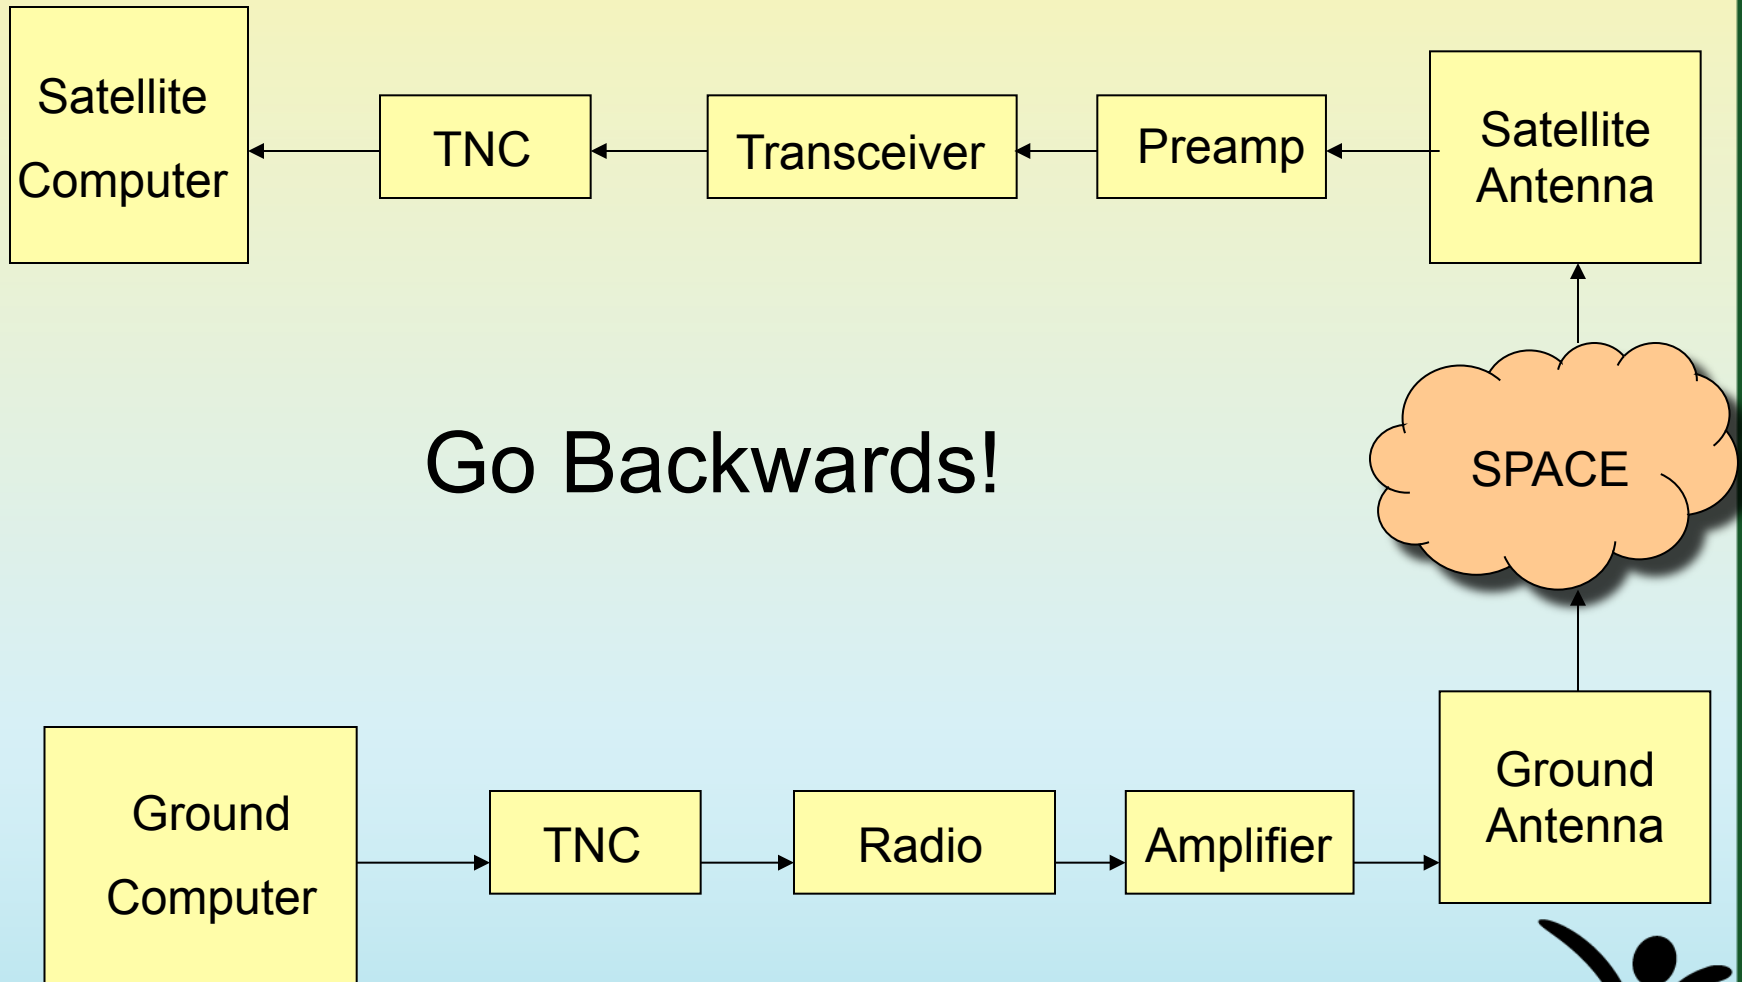 Satellite
Computer
TNC
Transceiver
Preamp
Satellite
Antenna
Go Backwards!
SPACE
Ground
Computer
TNC
Radio
Amplifier
Ground
Antenna